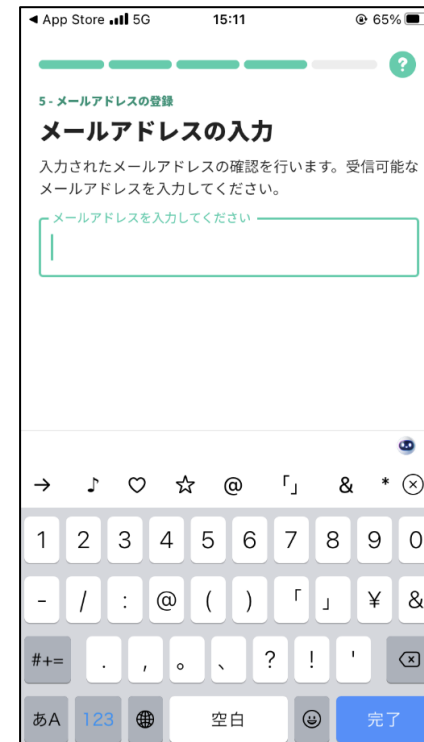 ◀ App Store 5G 15:11 65%
?
5 - メールアドレスの登録
メールアドレスの入力
入力されたメールアドレスの確認を行います。受信可能な
メールアドレスを入力してください。
メールアドレスを入力してください
→ ♪ ♡ ☆ @ 「」 & *
1 2 3 4 5 6 7 8 9 0
- / : @ ( ) 「 」 ¥ &
#+= . , 。 、 ? ! '
あA 123 空白 完了